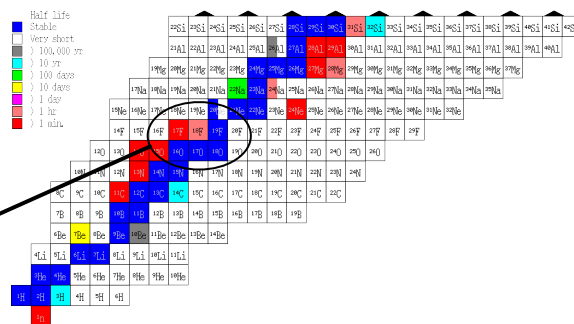 Half life
Stable
Very short
) 100,000 yr
) 10 yr
) 100 days
) 10 days
) 1 day
) 1 hr
) 1 min.
22Si 23Si 24Si 25Si 26Si 27Si 28Si 29Si 30Si 31Si 32Si 33Si 34Si 35Si 36Si 37Si 38Si 39Si 40Si 41Si
21Al 22Al 23Al 24Al 25Al 26Al 27Al 28Al 29Al 30Al 31Al 32Al 33Al 34Al 35Al 36Al 37Al 38Al 39Al 40Al
19Mg 20Mg 21Mg 22Mg 23Mg 24Mg 25Mg 26Mg 27Mg 28Mg 29Mg 30Mg 31Mg 32Mg 33Mg 34Mg 35Mg 36Mg 37Mg
17Na 18Na 19Na 20Na 21Na 22Na 23Na 24Na 25Na 26Na 27Na 28Na 29Na 30Na 31Na 32Na 33Na 34Na 35Na
15Ne 16Ne 17Ne 18Ne 19Ne 21Ne 22Ne 23Ne 24Ne 25Ne 26Ne 27Ne 28Ne 29Ne 30Ne 31Ne 32Ne
14F 15F 16F 17F 18F 19F 20F 21F 22F 23F 24F 25F 26F 27F 28F 29F
12O 15O 16O 17O 18O 19O 20O 21O 22O 23O 24O 25O 26O
10N 12N 13N 14N 15N 16N 17N 18N 19N 20N 21N 22N 23N 24N
8C 9C 10C 11C 12C 13C 14C 15C 16C 17C 18C 19C 20C 21C 22C
7B 8B 9B 10B 11B 12B 13B 14B 15B 16B 17B 18B 19B
6Be 7Be 8Be 9Be 10Be 11Be 12Be 13Be 14Be
4Li 5Li 6Li 7Li 8Li 9Li 10Li 11Li
3He 4He 5He 6He 7He 8He 9He 10He
1H 2H 3H 4H 5H 6H
1n